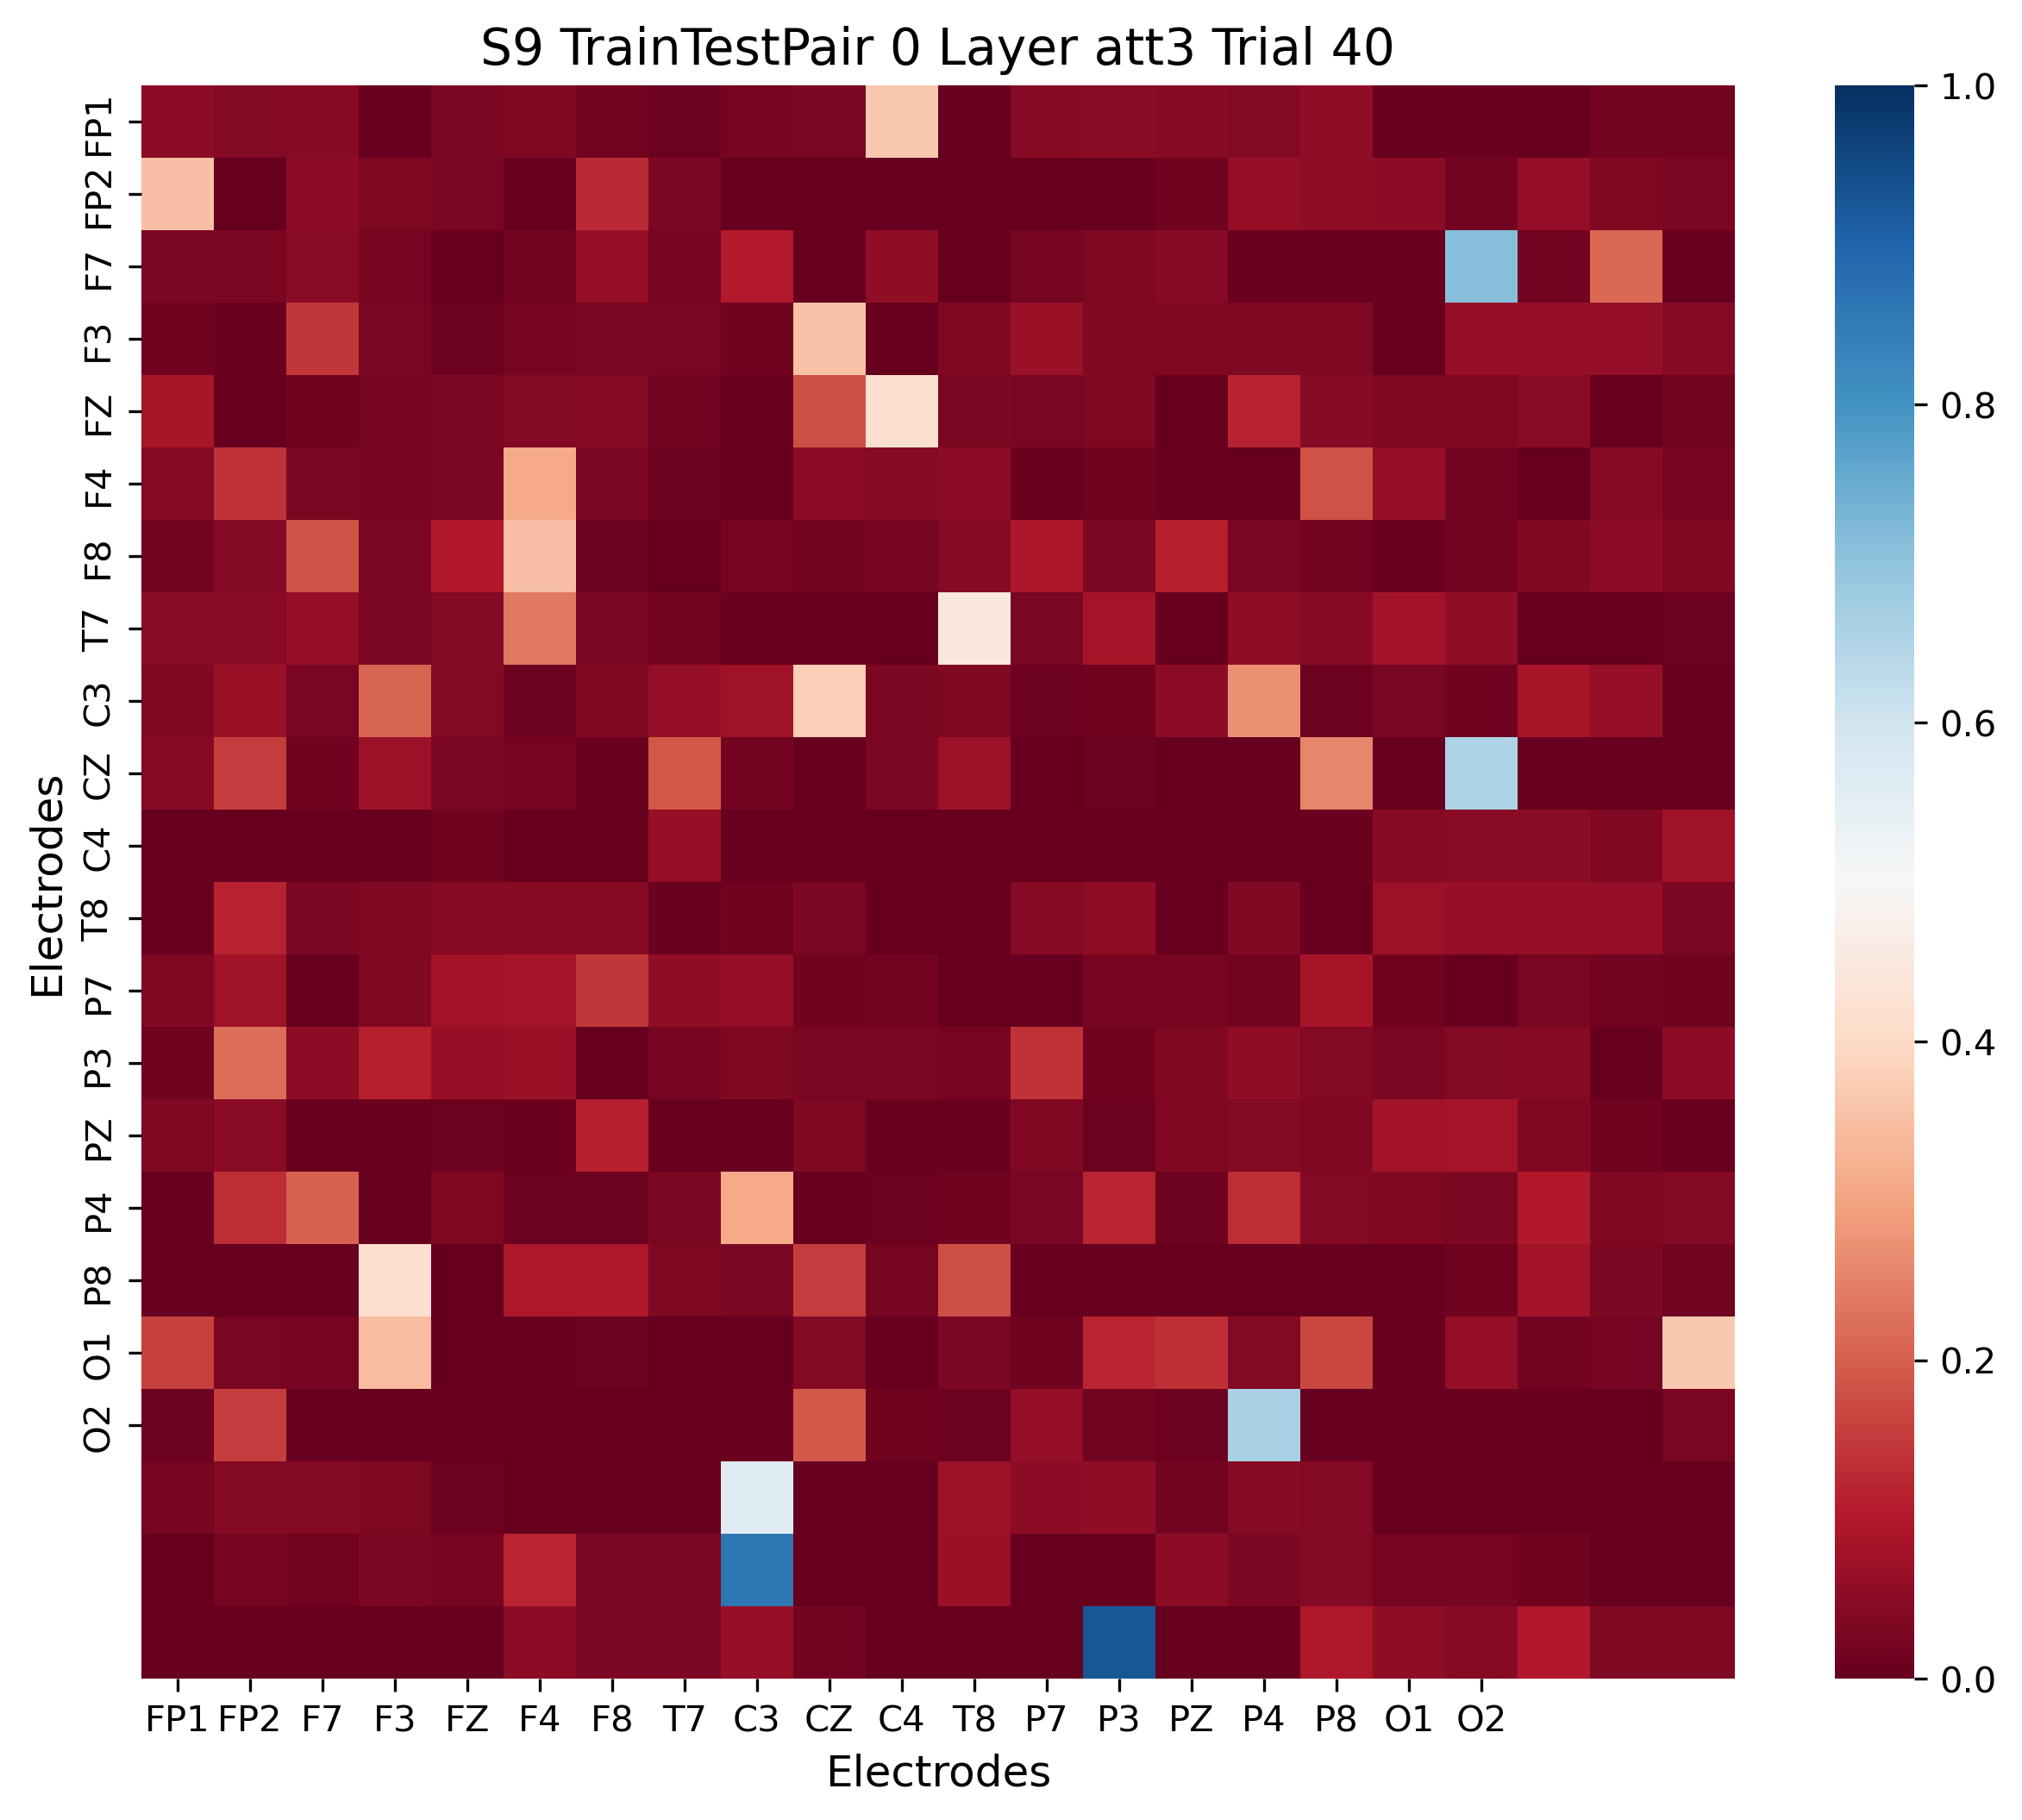 S9 TrainTestPair 0 Layer att3 Trial 40
Electrodes
FP1
FP2
F7
F3
FZ
F4
F8
T7
C3
CZ
C4
T8
P7
P3
PZ
P4
P8
O1
O2
FP1 FP2 F7 F3 FZ F4 F8 T7 C3 CZ C4 T8 P7 P3 PZ P4 P8 O1 O2
Electrodes
1.0
0.8
0.6
0.4
0.2
0.0